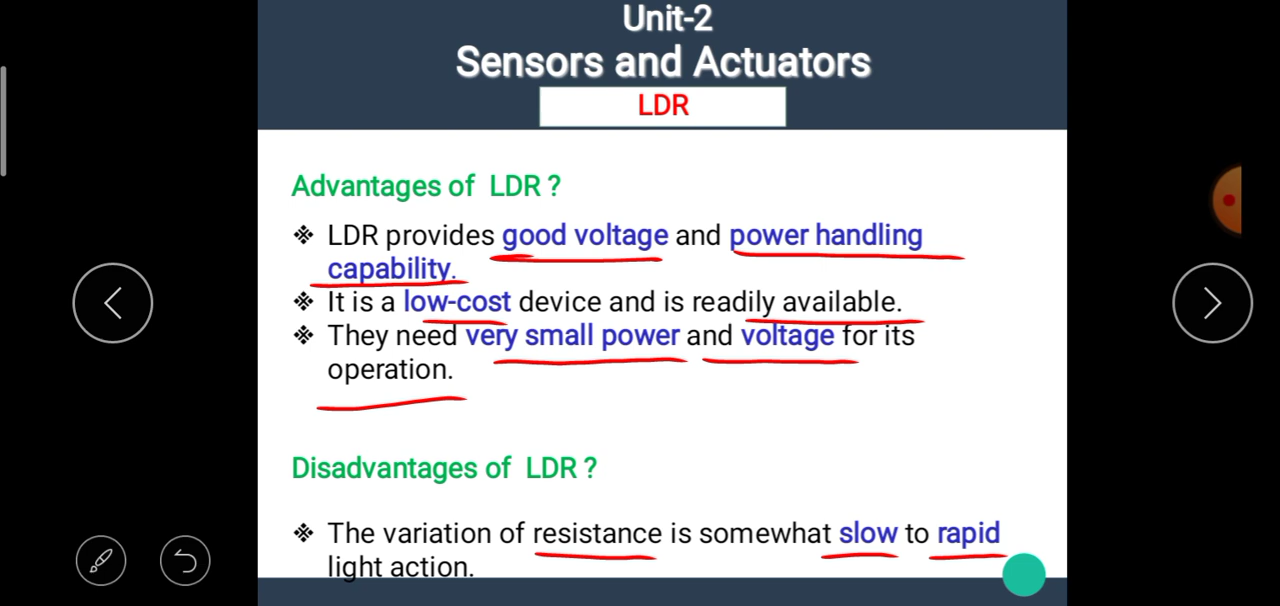 Unit-2
Sensors and Actuators
LDR
Advantages of LDR ?
❖ LDR provides good voltage and power handling
capability.
❖ It is a low-cost device and is readily available.
❖ They need very small power and voltage for its
operation.
Disadvantages of LDR ?
❖ The variation of resistance is somewhat slow to rapid
light action.